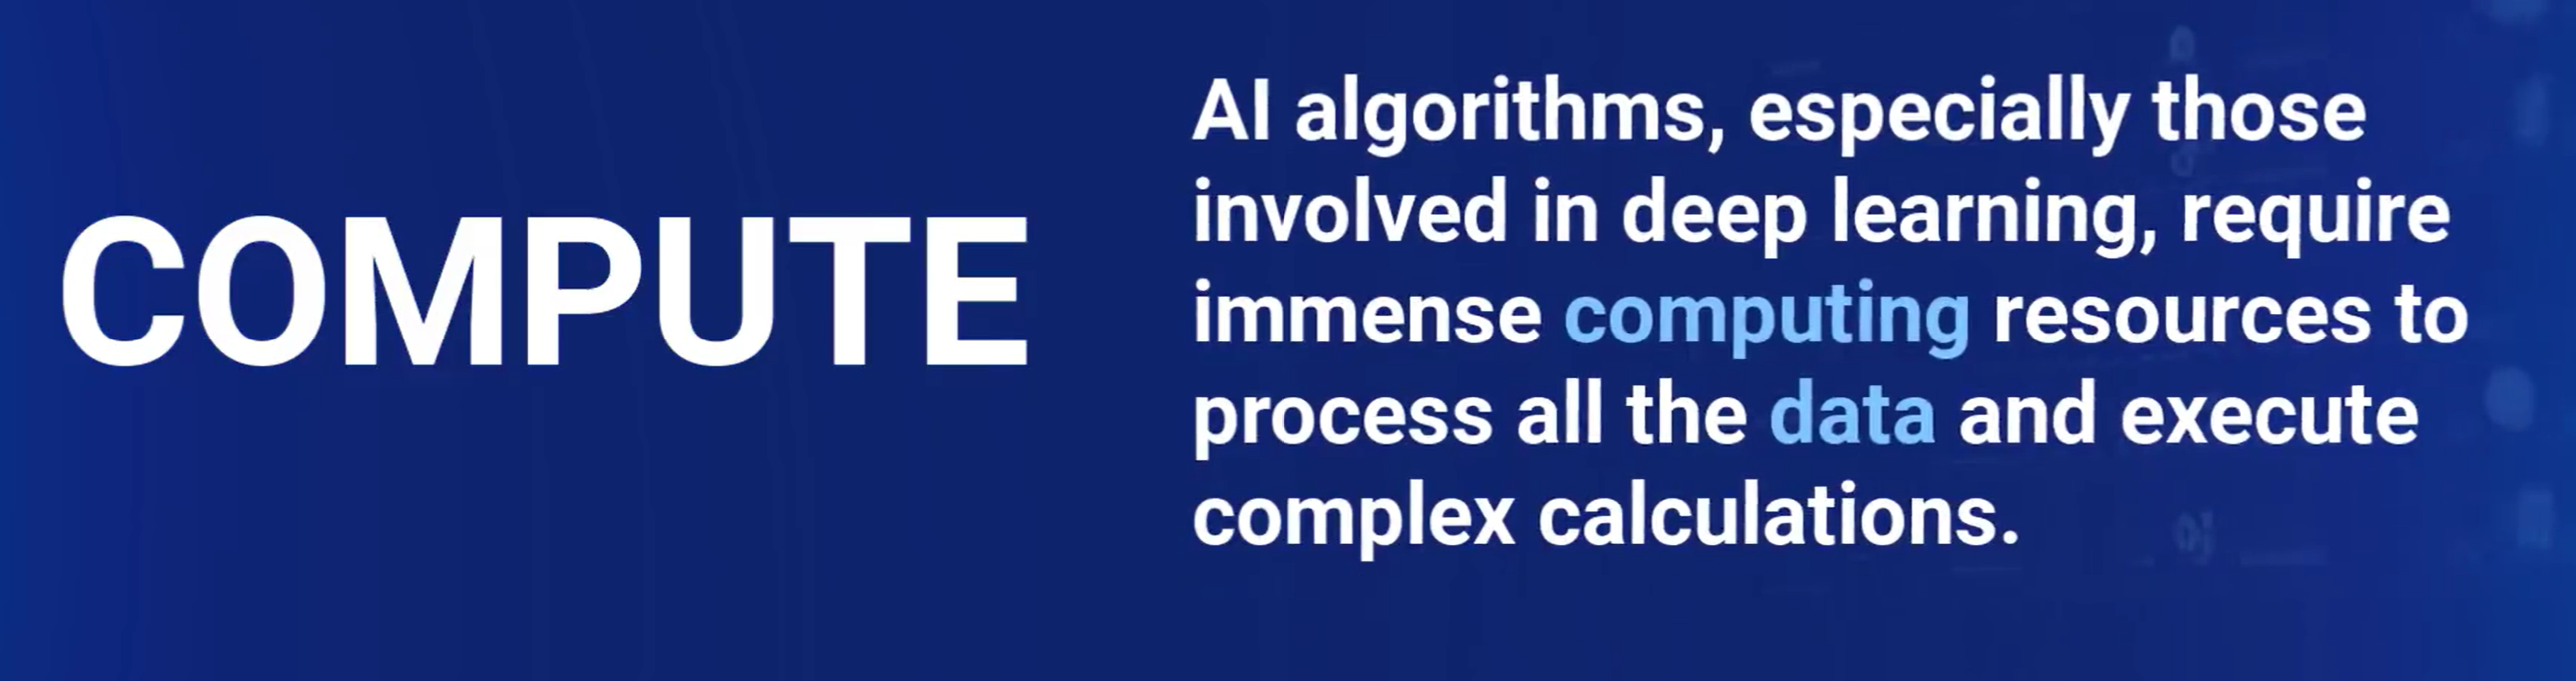 COMPUTE
AI algorithms, especially those
involved in deep learning, require
immense computing resources to
process all the data and execute
complex calculations.